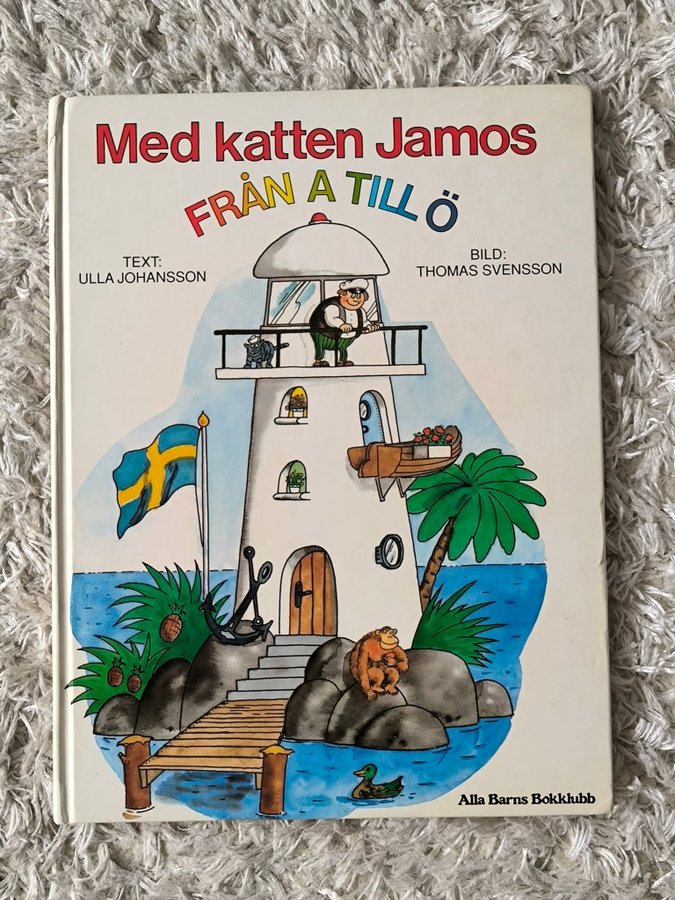 Med katten Jamos
FRÅN A TILL Ö
TEXT:
ULLA JOHANSSON
BILD:
THOMAS SVENSSON
Alla Barns Bokklubb